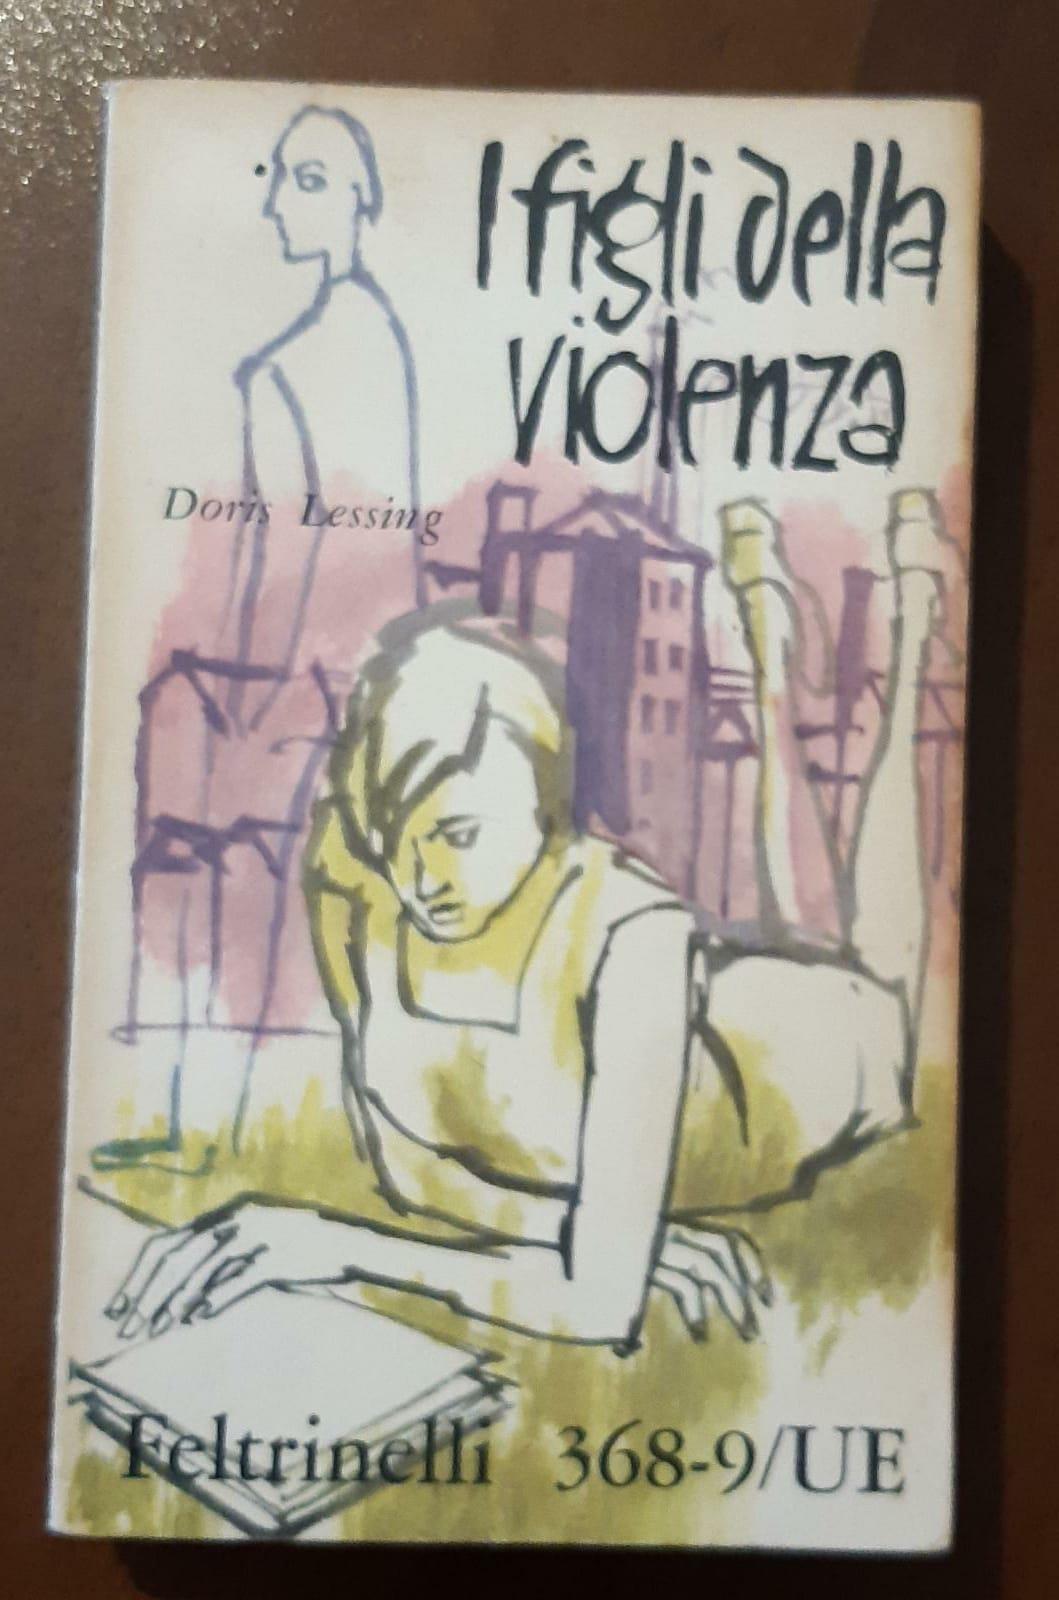 I figli della
violenza
Doris Lessing
Feltrinelli 368-9/UE